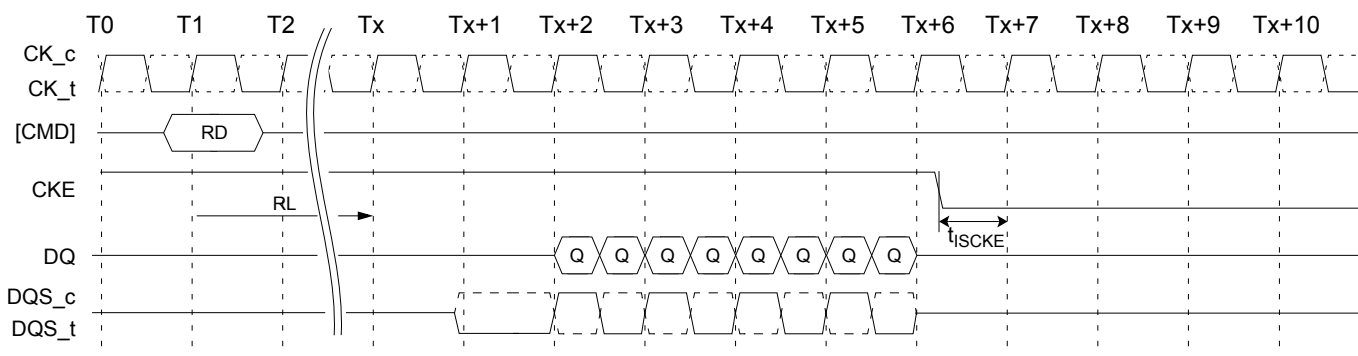 T0 T1 T2 Tx Tx+1 Tx+2 Tx+3 Tx+4 Tx+5 Tx+6 Tx+7 Tx+8 Tx+9 Tx+10
CK_c
CK_t
[CMD] RD
CKE
RL
tISCKE
DQ Q Q Q Q Q Q Q Q
DQS_c
DQS_t